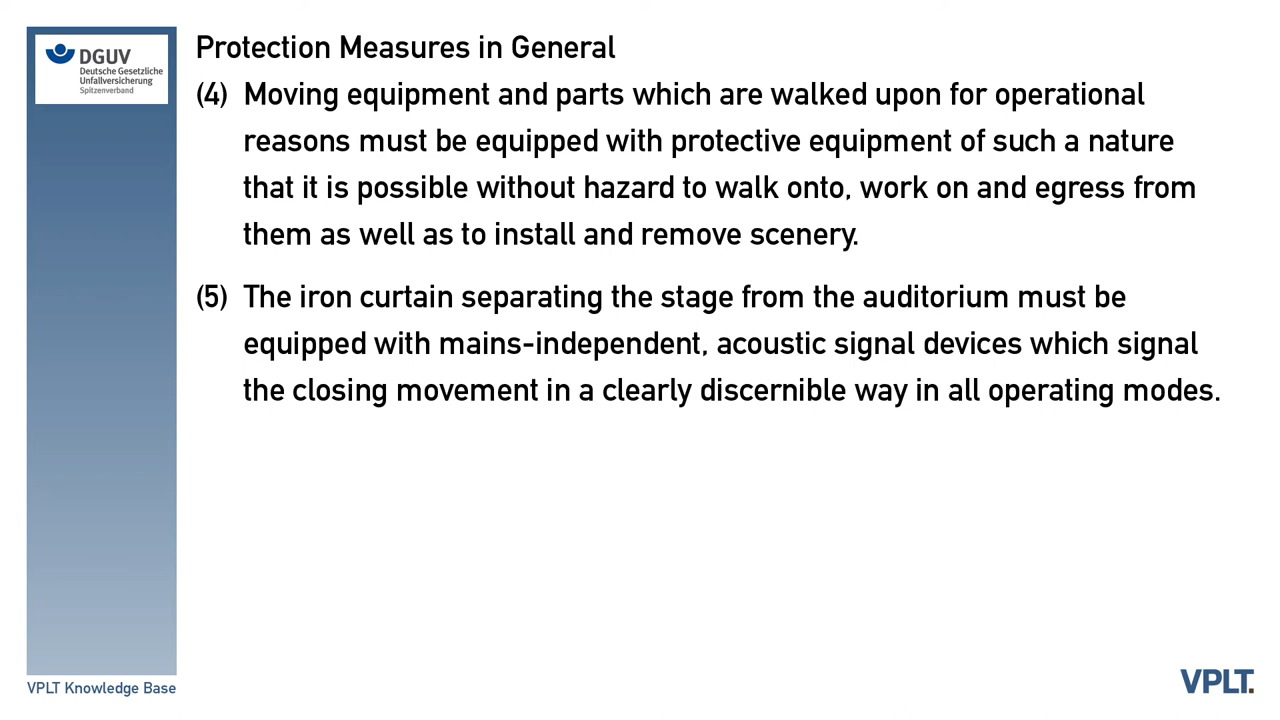 DGUV
Deutsche Gesetzliche
Unfallversicherung
Spitzenverband
Protection Measures in General
(4) Moving equipment and parts which are walked upon for operational
reasons must be equipped with protective equipment of such a nature
that it is possible without hazard to walk onto, work on and egress from
them as well as to install and remove scenery.
(5) The iron curtain separating the stage from the auditorium must be
equipped with mains-independent, acoustic signal devices which signal
the closing movement in a clearly discernible way in all operating modes.
VPLT Knowledge Base
VPLT.